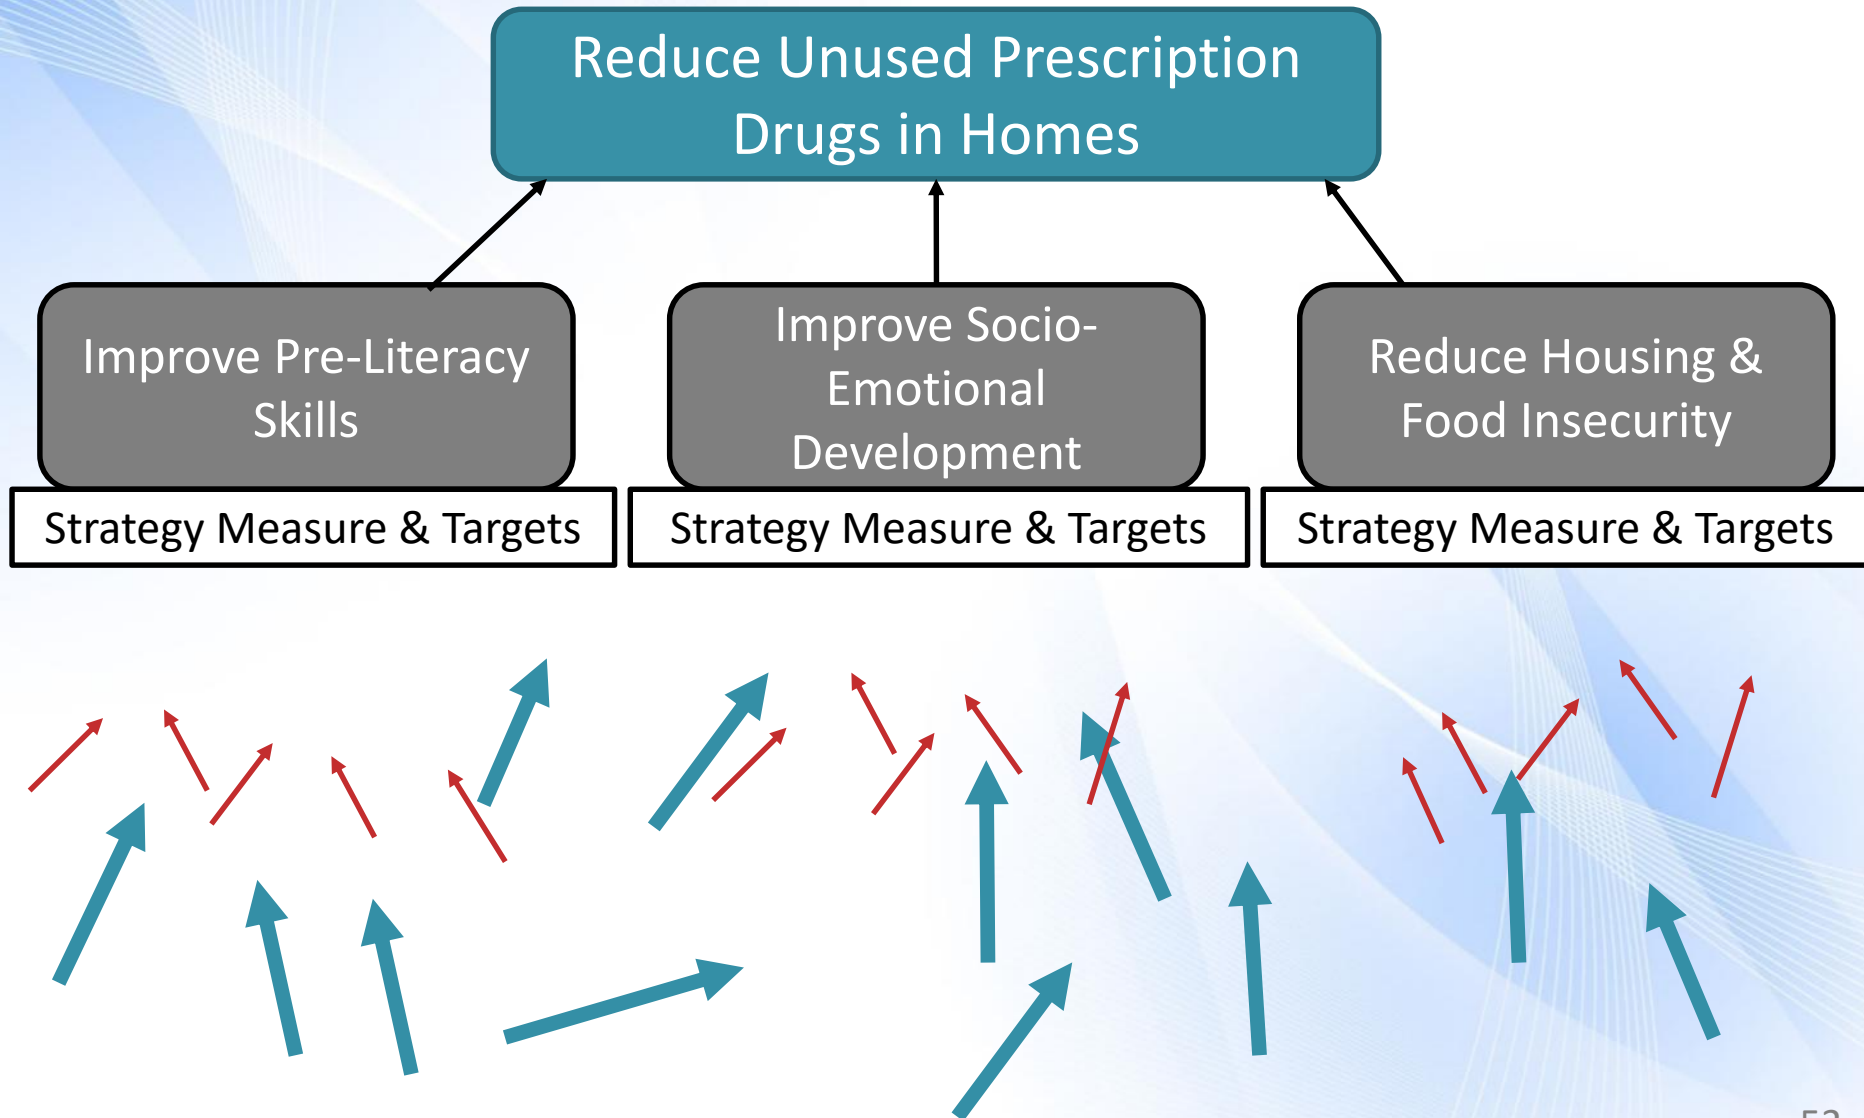 Reduce Unused Prescription
Drugs in Homes
Improve Pre-Literacy
Skills
Improve Socio-
Emotional
Development
Reduce Housing &
Food Insecurity
Strategy Measure & Targets
Strategy Measure & Targets
Strategy Measure & Targets